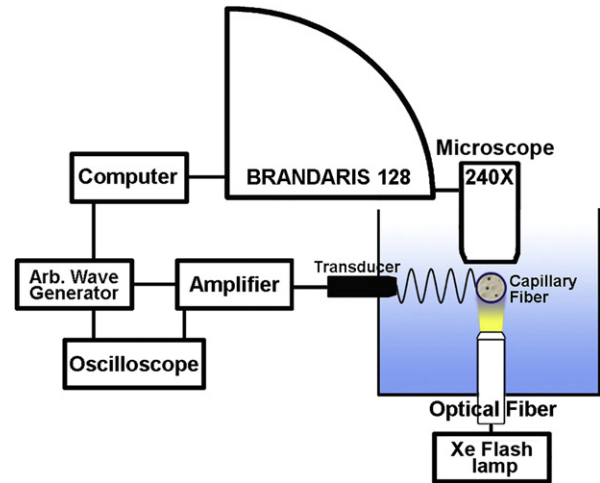 Microscope
240X
BRANDARIS 128
Computer
Transducer
Capillary
Fiber
Arb. Wave
Generator
Amplifier
Oscilloscope
Optical Fiber
Xe Flash
lamp